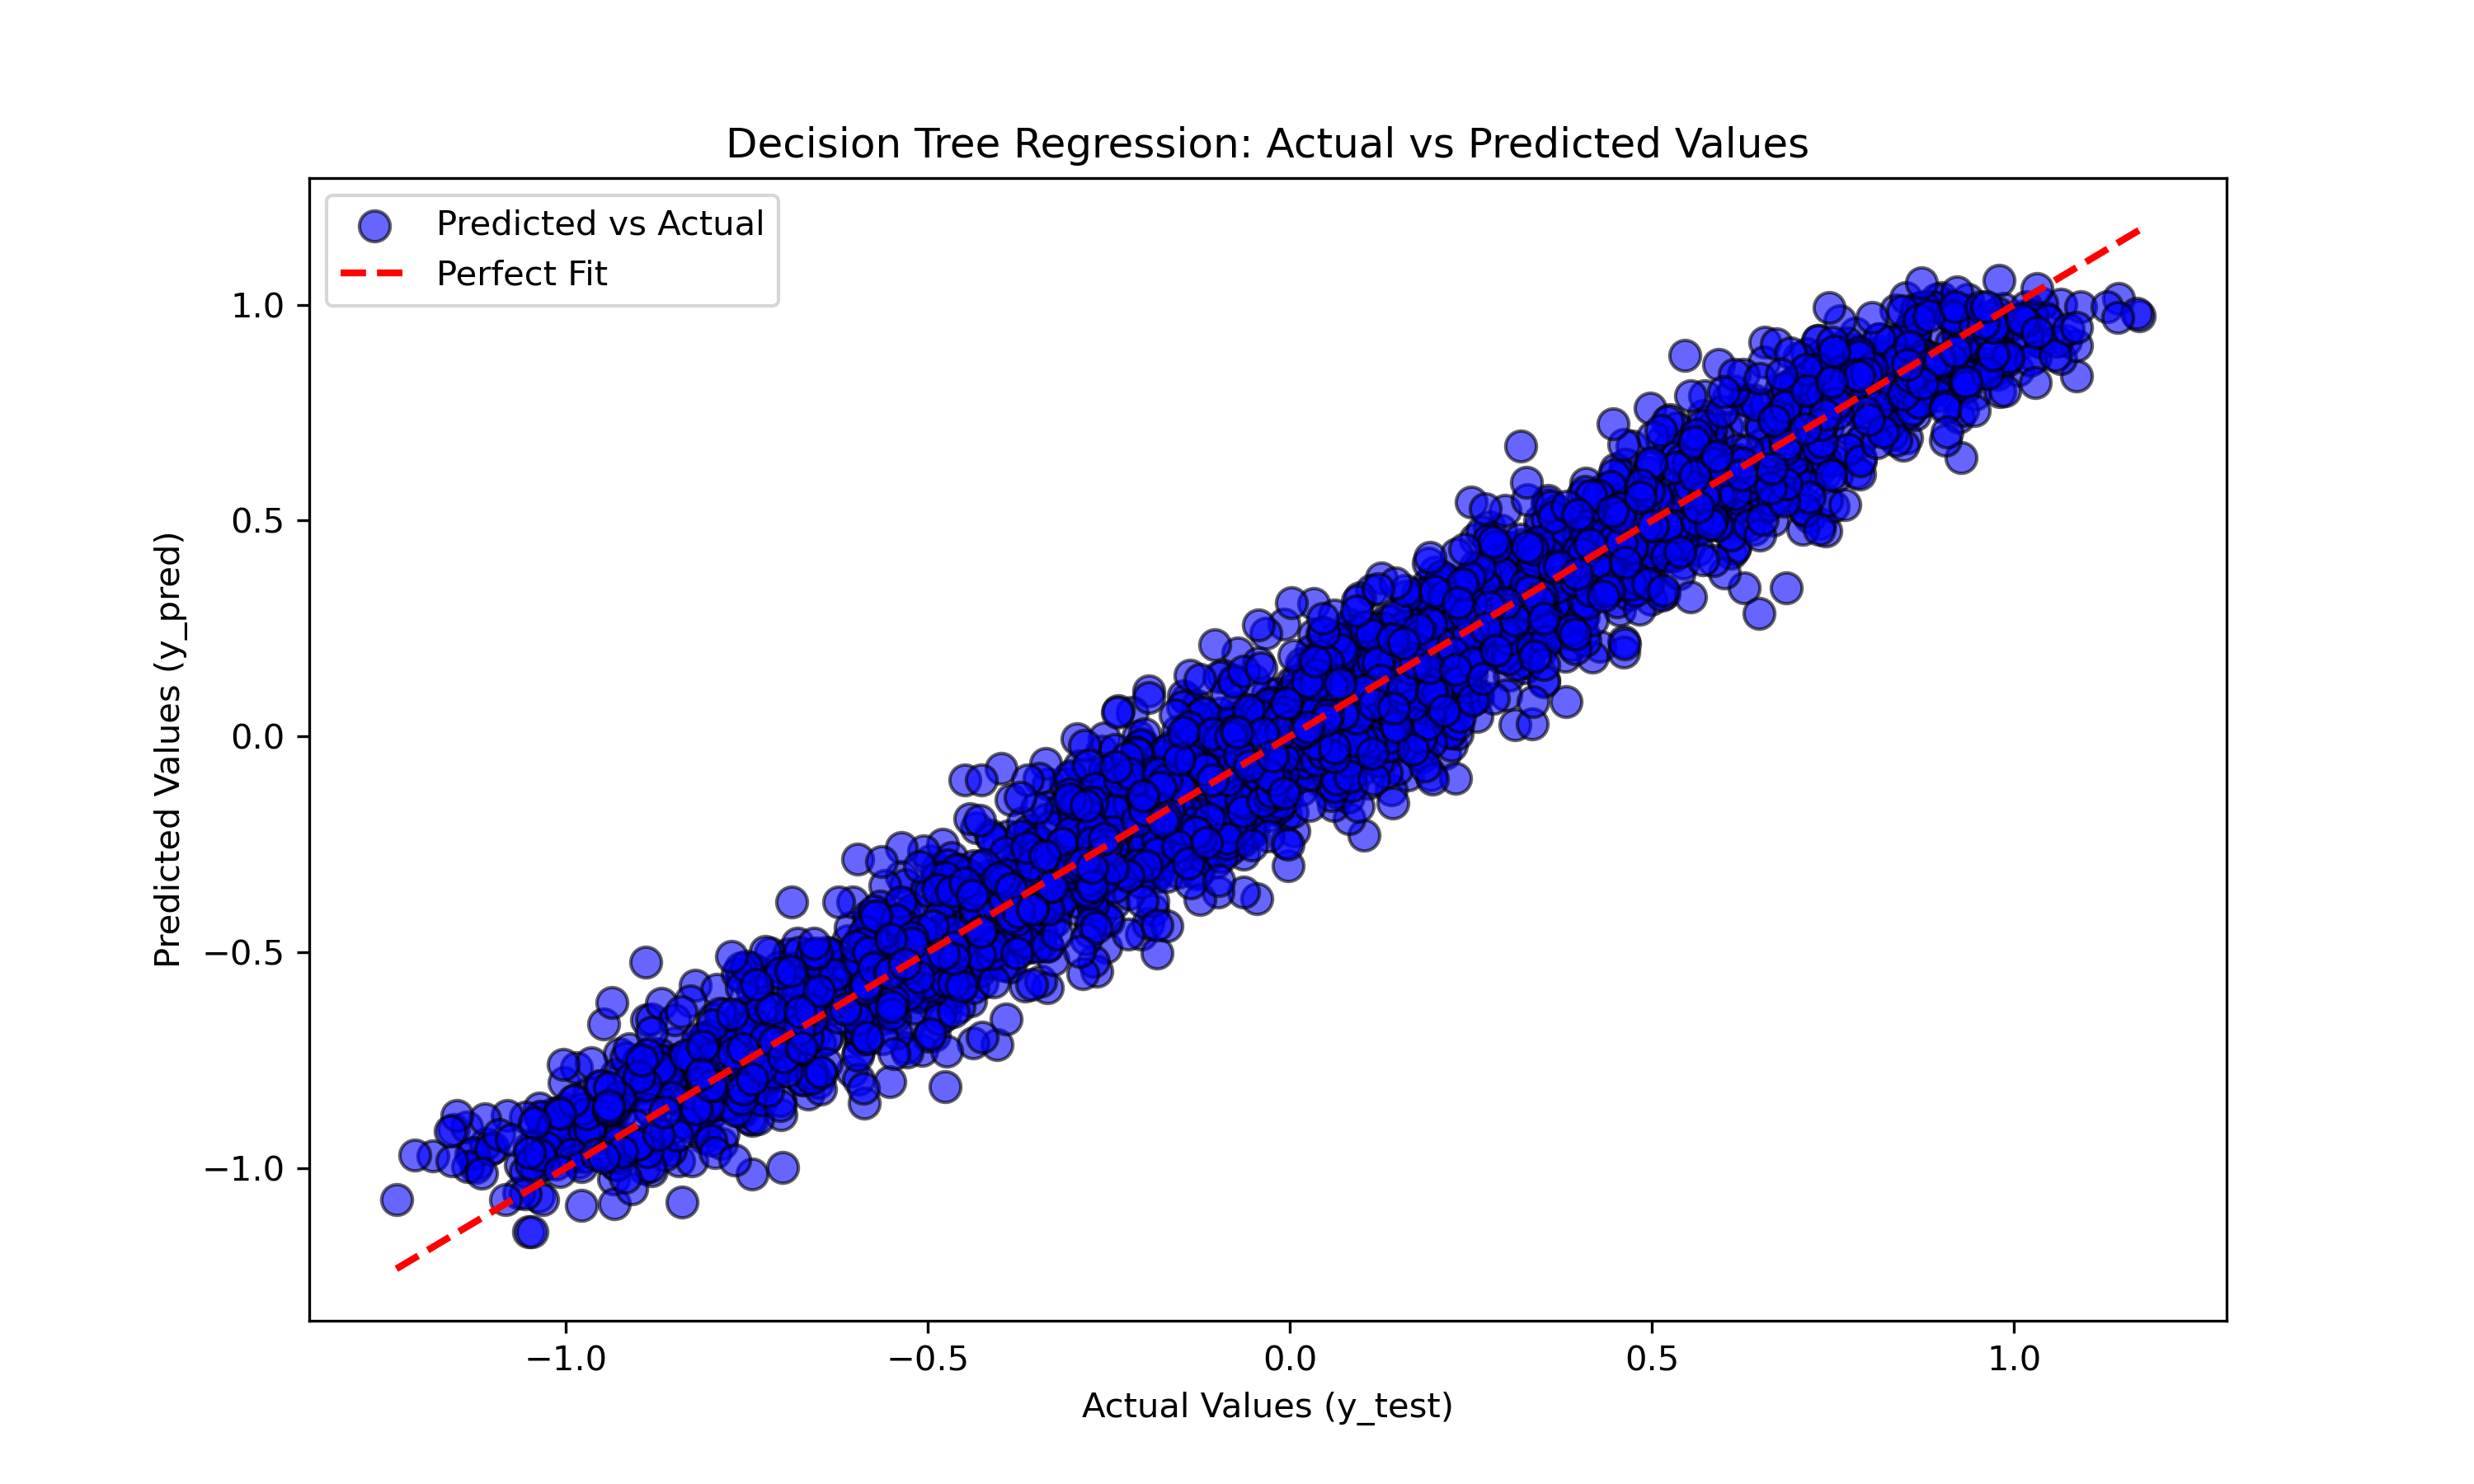 Decision Tree Regression: Actual vs Predicted Values
Predicted vs Actual
Perfect Fit
1.0
0.5
0.0
−0.5
−1.0
Predicted Values (y_pred)
−1.0
−0.5
0.0
0.5
1.0
Actual Values (y_test)